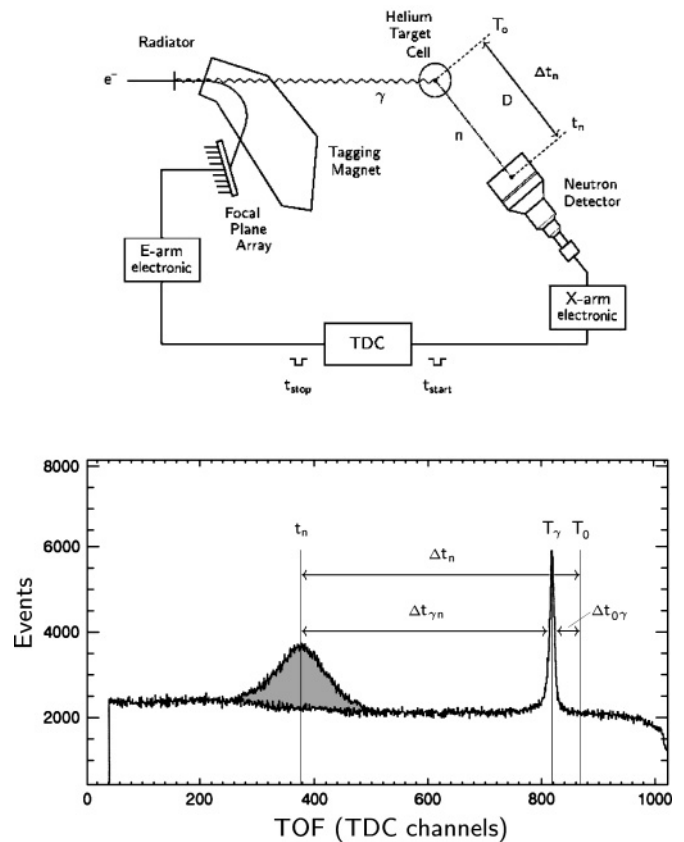 Helium
Target
Cell
T₀
Radiator
e⁻
γ
Δtₙ
D
n
tₙ
Tagging
Magnet
Neutron
Detector
Focal
Plane
Array
E-arm
electronic
X-arm
electronic
TDC
t_stop
t_start
8000
6000
4000
2000
Events
tₙ
T_γ
T₀
Δtₙ
Δt_γn
Δt_0γ
0
200
400
600
800
1000
TOF (TDC channels)